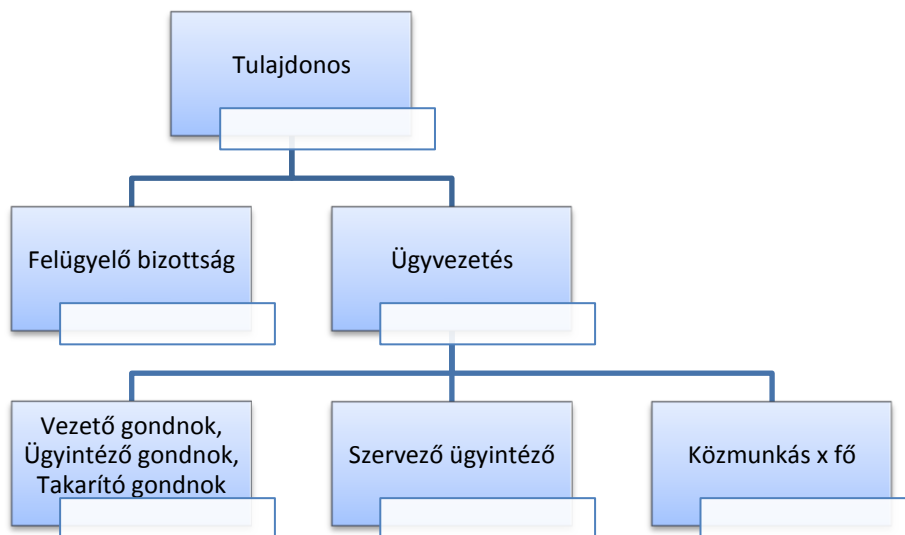 Tulajdonos
Felügyelő bizottság
Ügyvezetés
Vezető gondnok,
Ügyintéző gondnok,
Takarító gondnok
Szervező ügyintéző
Közmunkás x fő